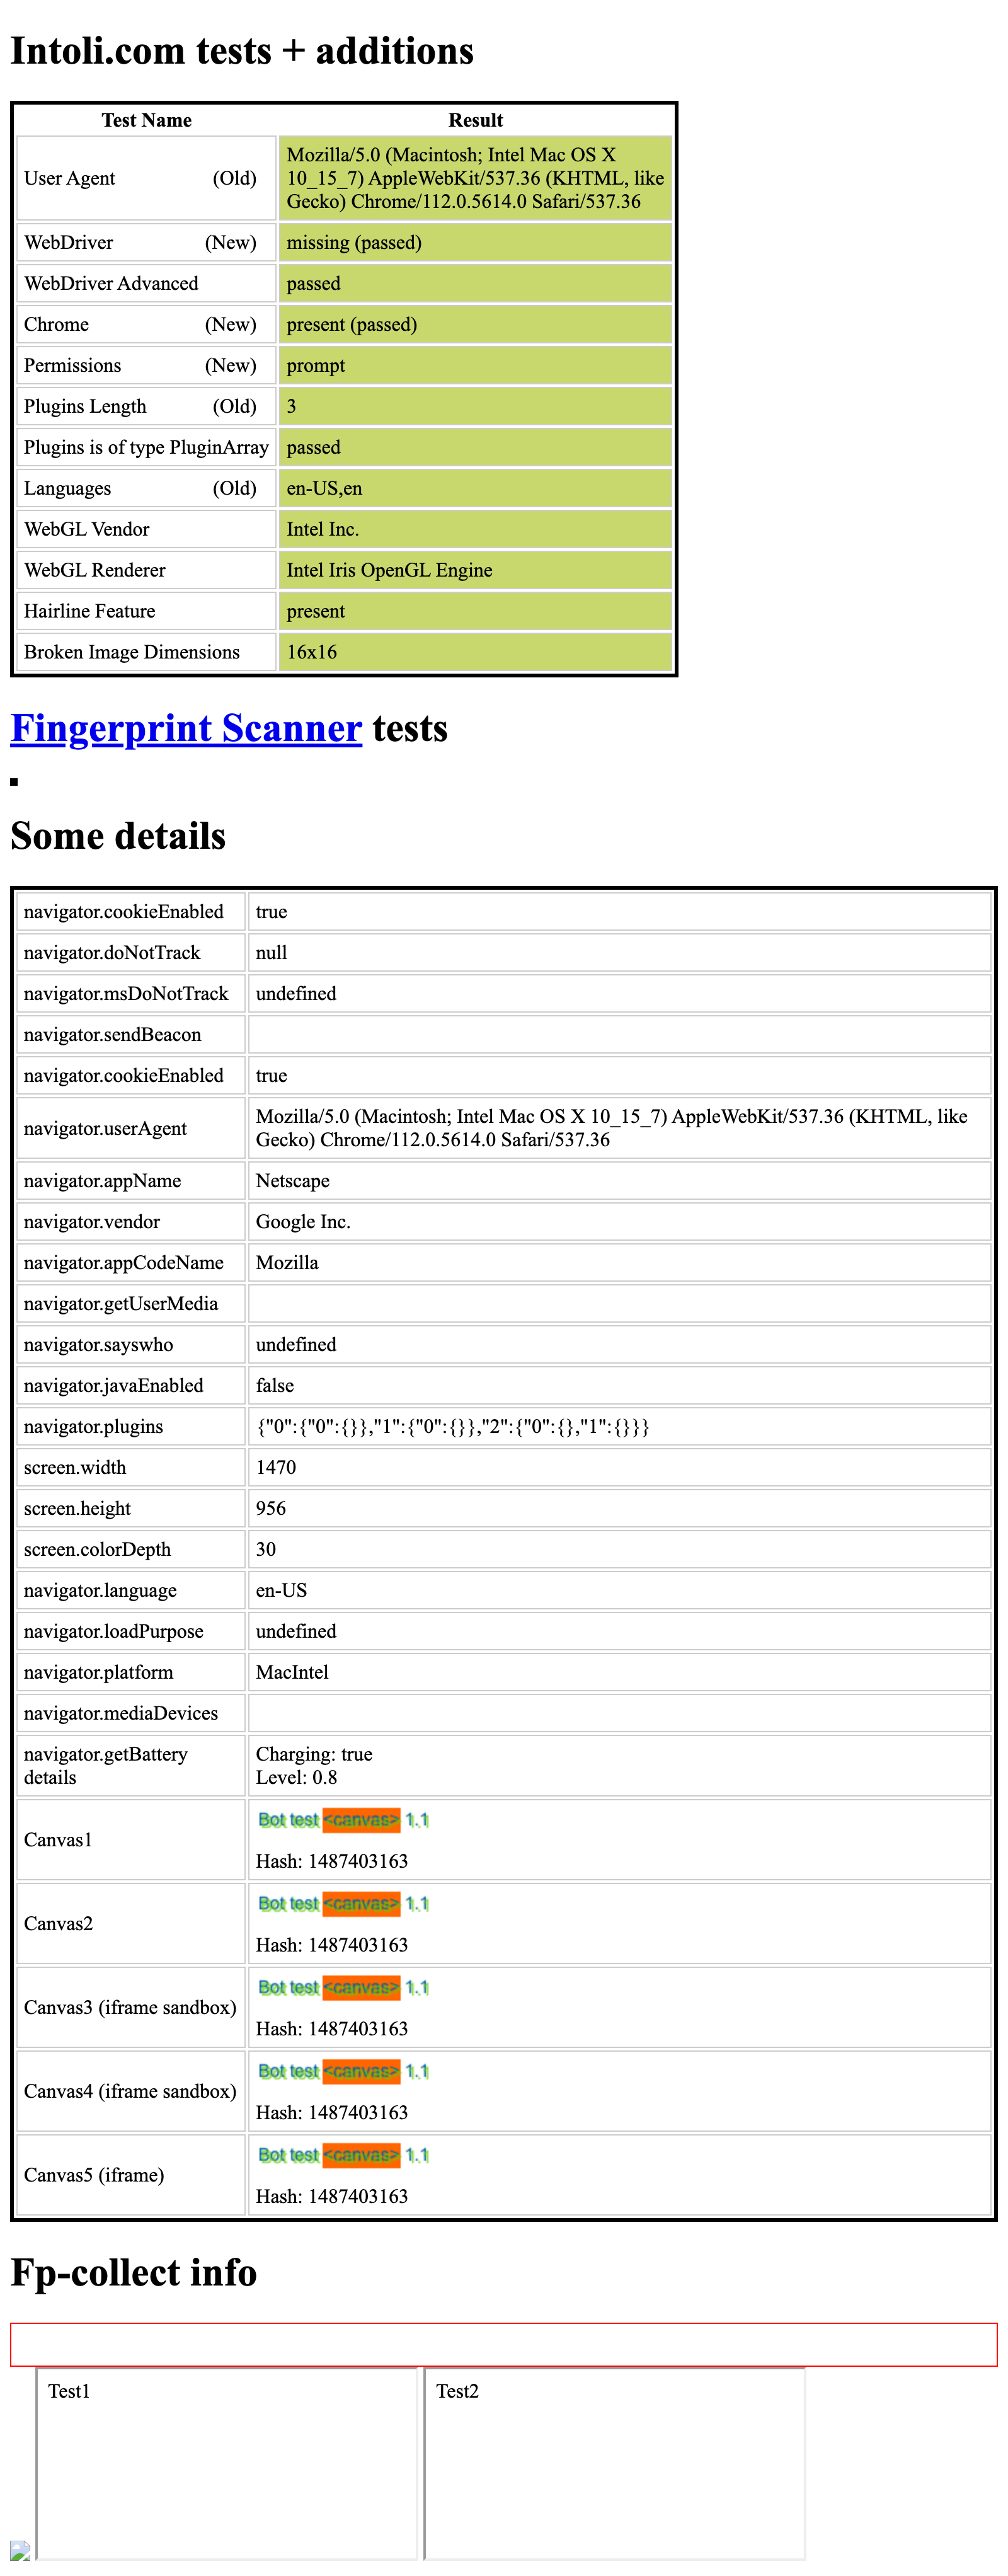 Intoli.com tests + additions
Test Name Result
User Agent (Old) Mozilla/5.0 (Macintosh; Intel Mac OS X
10_15_7) AppleWebKit/537.36 (KHTML, like
Gecko) Chrome/112.0.5614.0 Safari/537.36
WebDriver (New) missing (passed)
WebDriver Advanced passed
Chrome (New) present (passed)
Permissions (New) prompt
Plugins Length (Old) 3
Plugins is of type PluginArray passed
Languages (Old) en-US,en
WebGL Vendor Intel Inc.
WebGL Renderer Intel Iris OpenGL Engine
Hairline Feature present
Broken Image Dimensions 16x16
Fingerprint Scanner tests
Some details
navigator.cookieEnabled true
navigator.doNotTrack null
navigator.msDoNotTrack undefined
navigator.sendBeacon
navigator.cookieEnabled true
navigator.userAgent Mozilla/5.0 (Macintosh; Intel Mac OS X 10_15_7) AppleWebKit/537.36 (KHTML, like
Gecko) Chrome/112.0.5614.0 Safari/537.36
navigator.appName Netscape
navigator.vendor Google Inc.
navigator.appCodeName Mozilla
navigator.getUserMedia
navigator.sayswho undefined
navigator.javaEnabled false
navigator.plugins {"0":{"0":{}},"1":{"0":{}},"2":{"0":{},"1":{}}}
screen.width 1470
screen.height 956
screen.colorDepth 30
navigator.language en-US
navigator.loadPurpose undefined
navigator.platform MacIntel
navigator.mediaDevices
navigator.getBattery
details
Charging: true
Level: 0.8
Canvas1
Bot test <canvas> 1.1
Hash: 1487403163
Canvas2
Bot test <canvas> 1.1
Hash: 1487403163
Canvas3 (iframe sandbox)
Bot test <canvas> 1.1
Hash: 1487403163
Canvas4 (iframe sandbox)
Bot test <canvas> 1.1
Hash: 1487403163
Canvas5 (iframe)
Bot test <canvas> 1.1
Hash: 1487403163
Fp-collect info
Test1 Test2